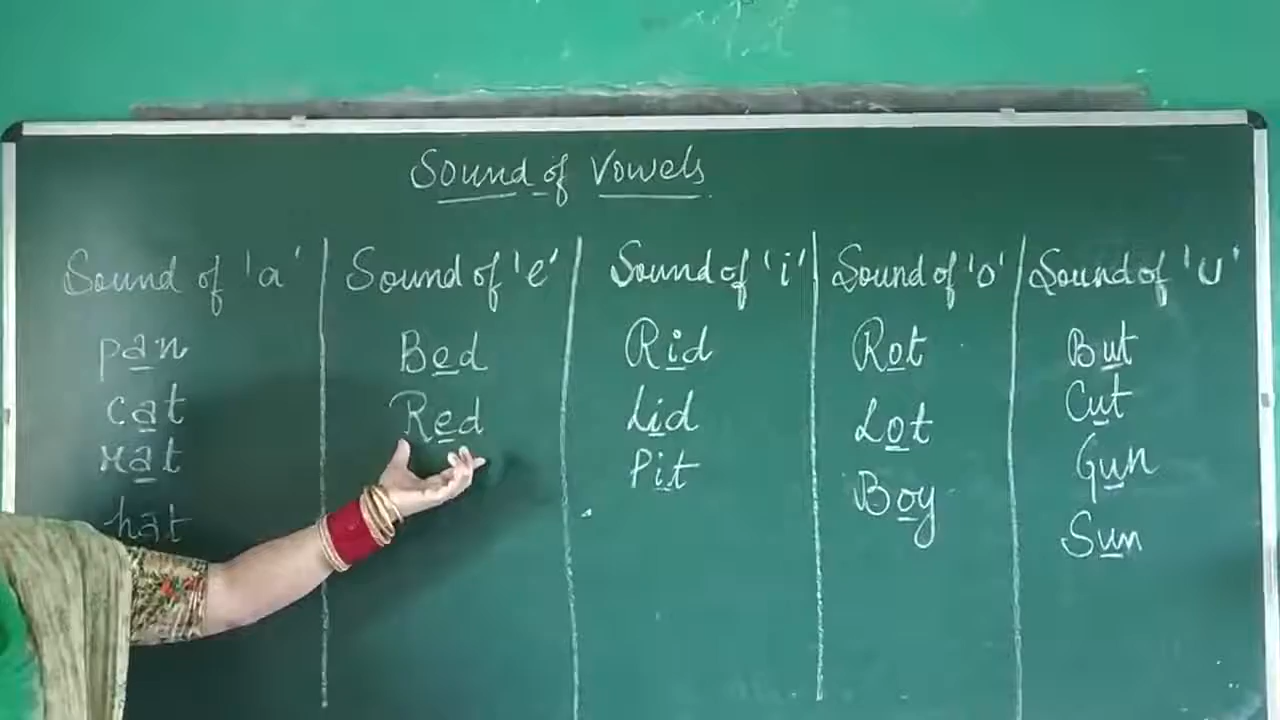 Sound of Vowels
Sound of 'a'
pan
cat
Mat
hat
Sound of 'e'
Bed
Red
Sound of 'i'
Rid
Lid
Pit
Sound of 'o'
Rot
Lot
Boy
Sound of 'u'
But
Cut
Gun
Sun